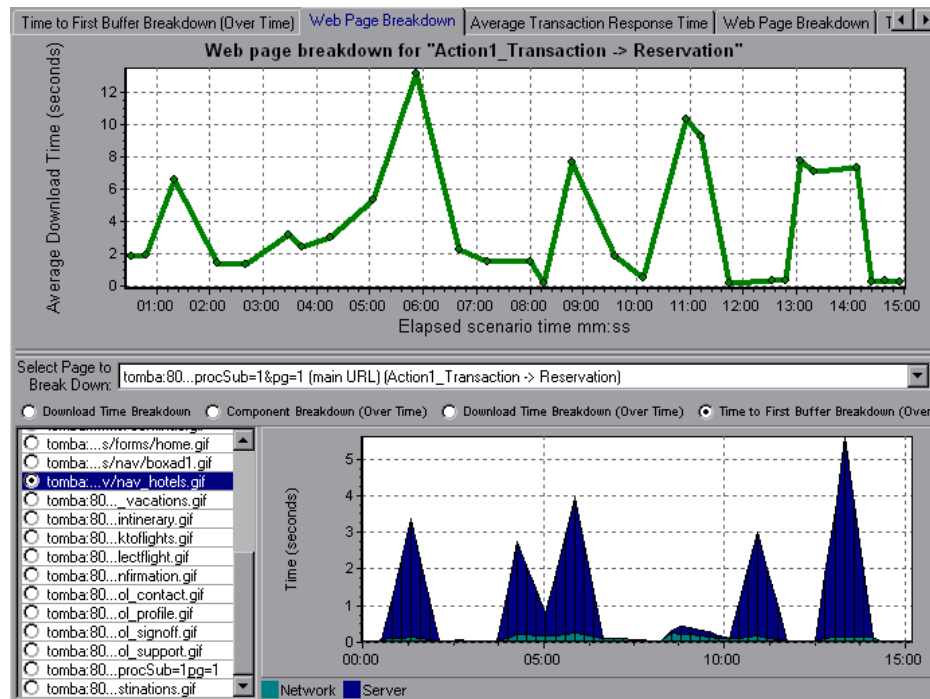 Time to First Buffer Breakdown (Over Time) Web Page Breakdown Average Transaction Response Time Web Page Breakdown T
Web page breakdown for "Action1_Transaction -> Reservation"
Average Download Time (seconds)
12
10
8
6
4
2
0
01:00 02:00 03:00 04:00 05:00 06:00 07:00 08:00 09:00 10:00 11:00 12:00 13:00 14:00 15:00
Elapsed scenario time mm:ss
Select Page to
Break Down: tomba:80...procSub=1&pg=1 (main URL) (Action1_Transaction -> Reservation)
Download Time Breakdown Component Breakdown (Over Time) Download Time Breakdown (Over Time) Time to First Buffer Breakdown (Over
tomba:...s/forms/home.gif
tomba:...s/nav/boxad1.gif
tomba:...v/nav_hotels.gif
tomba:80..._vacations.gif
tomba:80...intinerary.gif
tomba:80...ktoflights.gif
tomba:80...lectflight.gif
tomba:80...nfirmation.gif
tomba:80...ol_contact.gif
tomba:80...ol_profile.gif
tomba:80...ol_signoff.gif
tomba:80...ol_support.gif
tomba:80...procSub=1pg=1
tomba:80...stinations.gif
Time (seconds)
5
4
3
2
1
0
00:00 05:00 10:00 15:00
Network Server